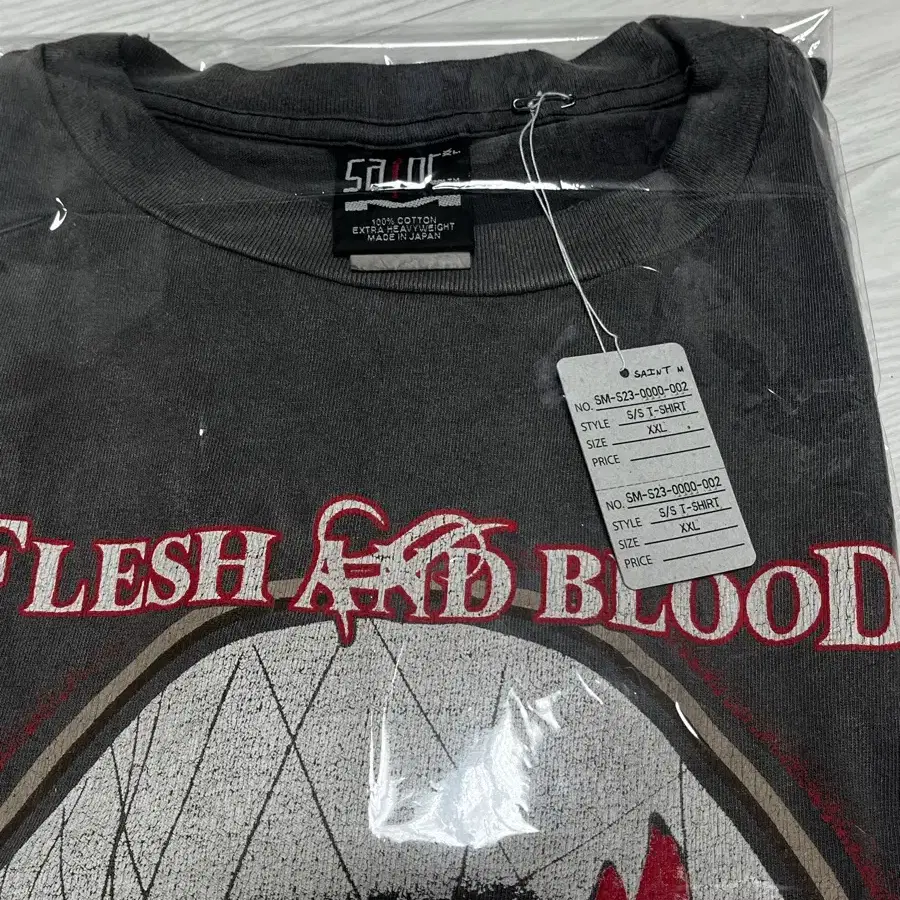 saint
XL
100% COTTON
EXTRA HEAVYWEIGHT
MADE IN JAPAN
SAINT M
NO. SM-S23-0000-002
STYLE S/S T-SHIRT
SIZE XXL
PRICE
NO. SM-S23-0000-002
STYLE S/S T-SHIRT
SIZE XXL
PRICE
FLESH AND BLOOD